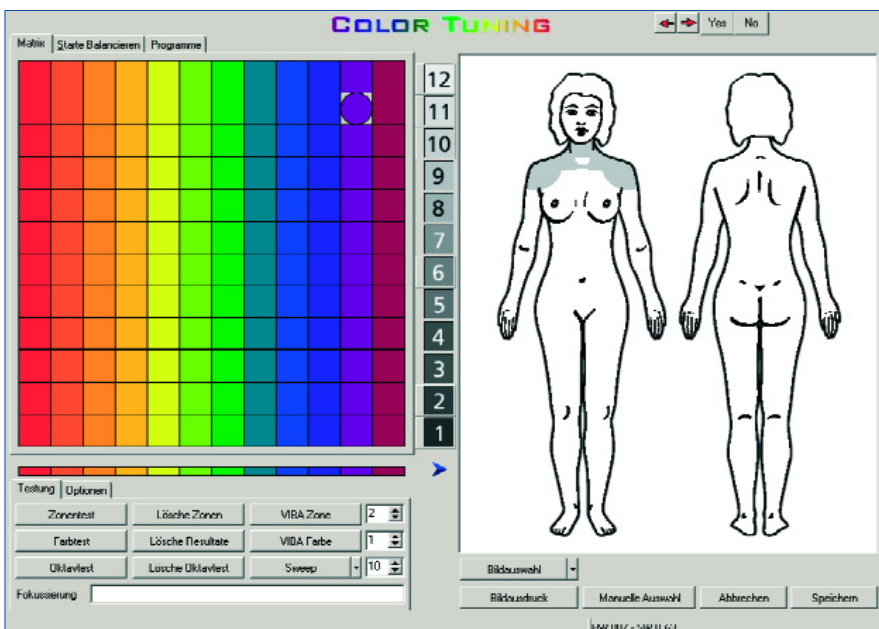 COLOR TUNING
Yes No
Matrix Starte Balancieren Programme
12
11
10
9
8
7
6
5
4
3
2
1
Testung Optionen
Zonentest Lösche Zonen VIBA Zone 2
Farbtest Lösche Resultate VIBA Farbe 1
Oktavtest Lösche Oktavtest Sweep 10
Fokussierung
Bildauswahl
Bildausdruck Manuelle Auswahl Abbrechen Speichern